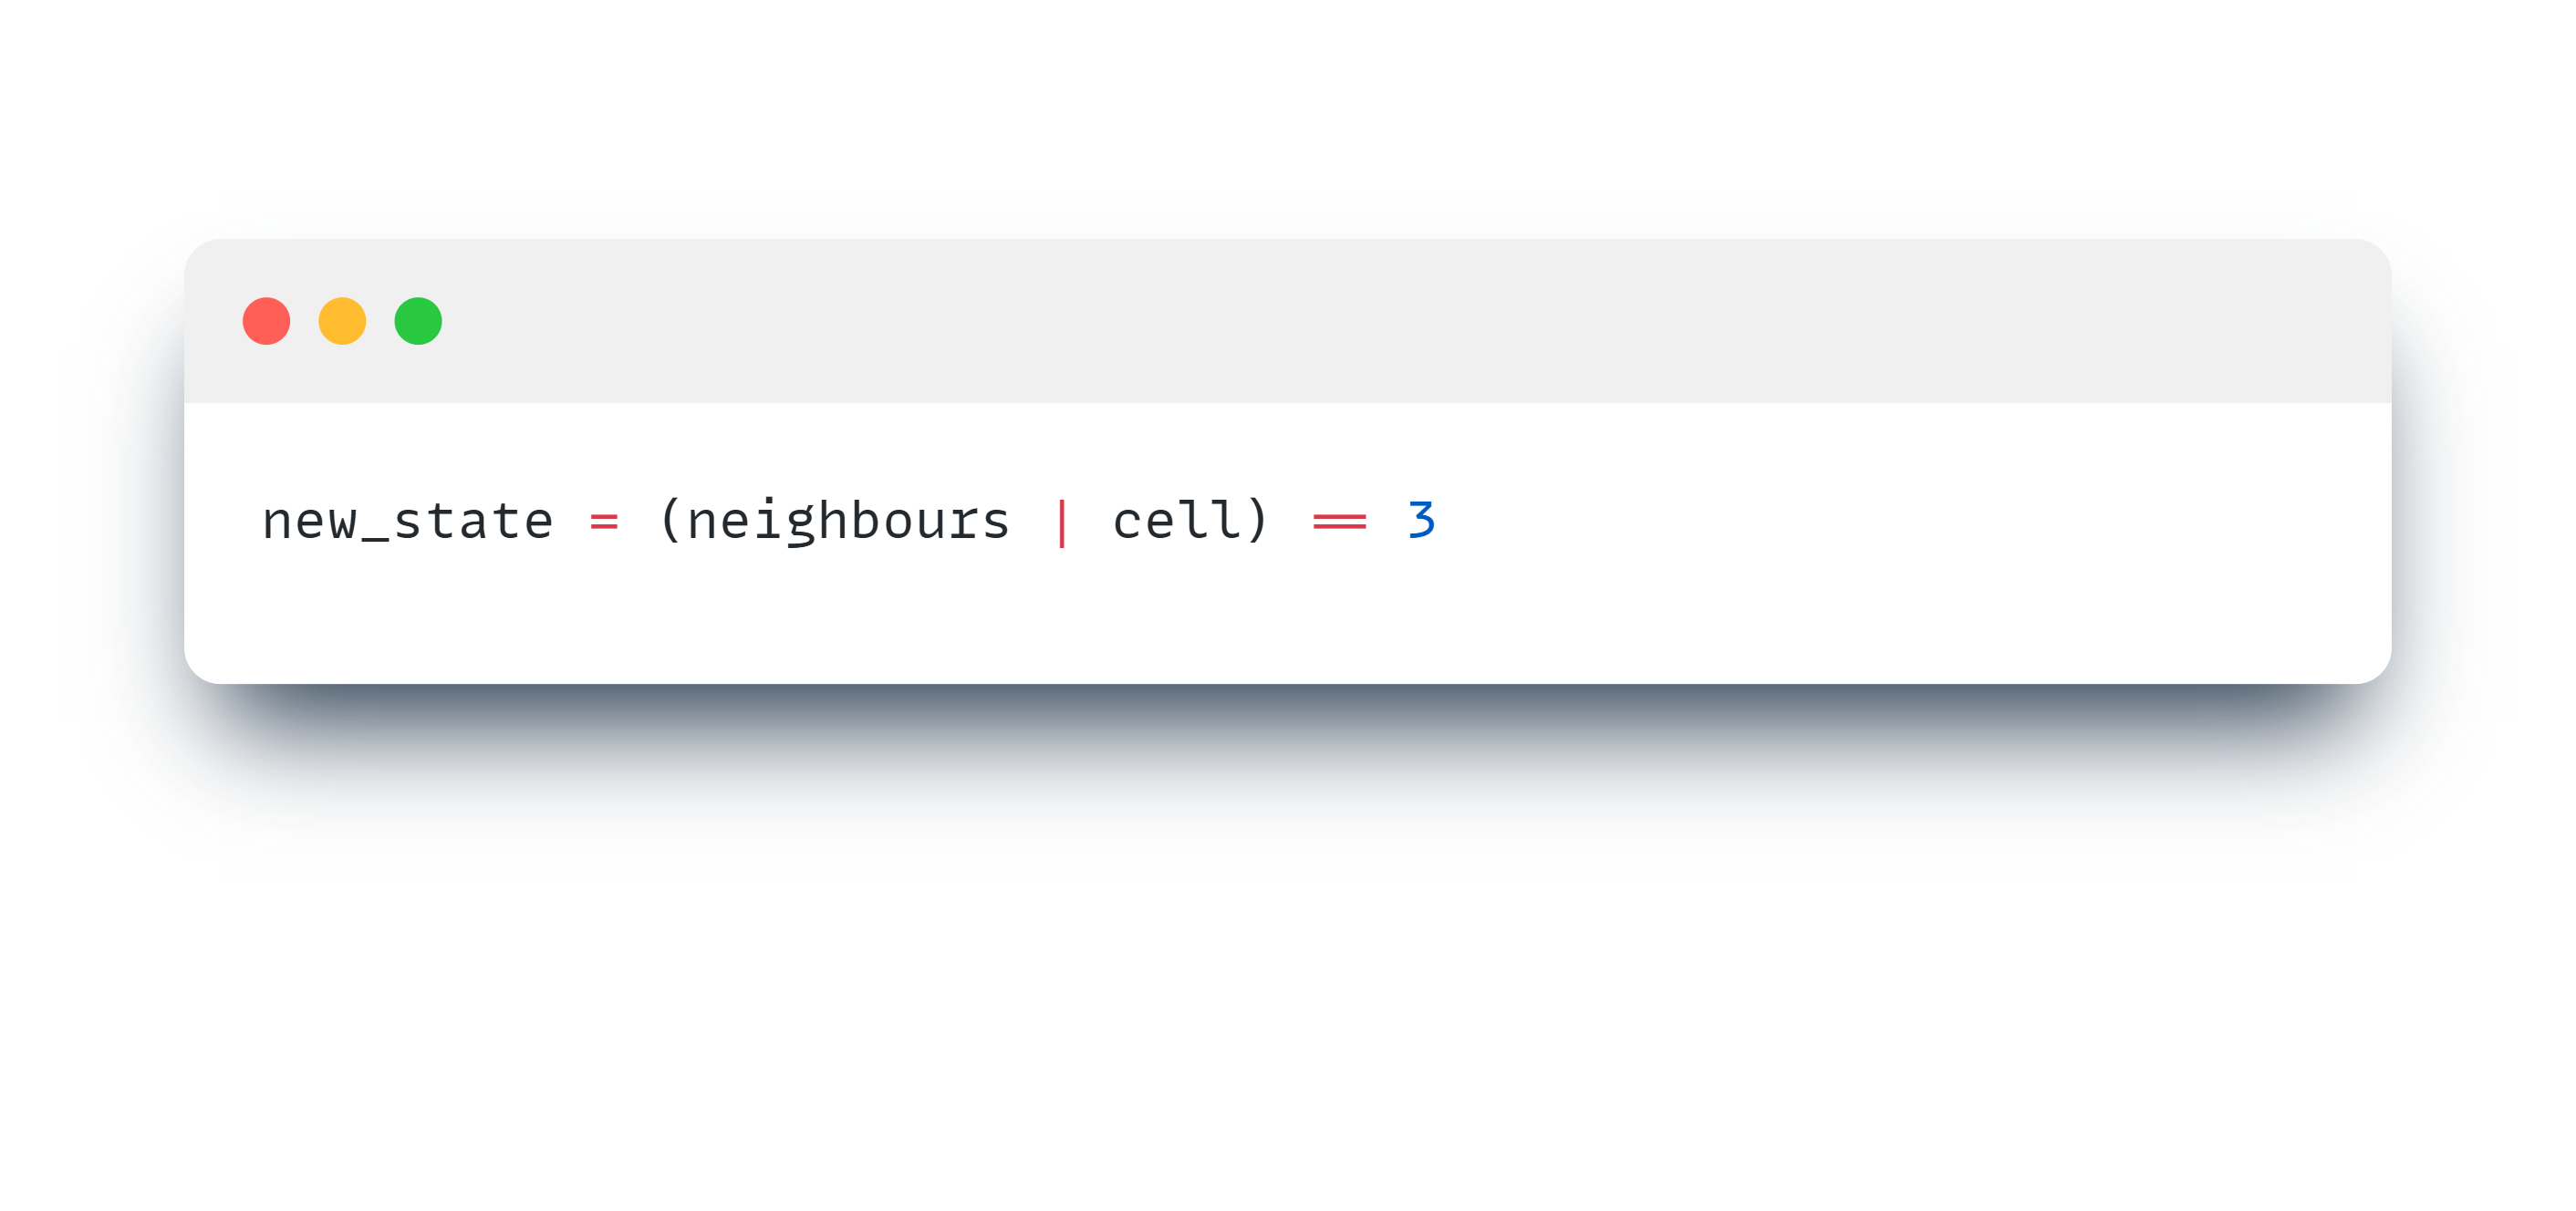 new_state = (neighbours | cell) == 3